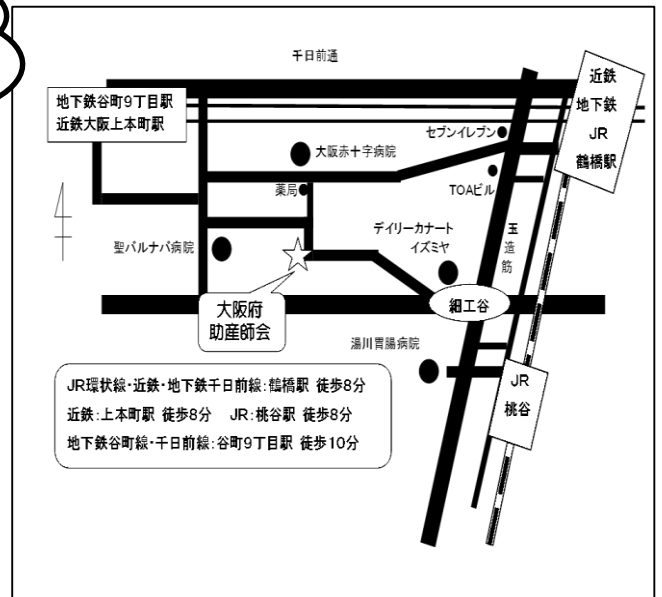 千日前通
近鉄
地下鉄
JR
鶴橋駅
地下鉄谷町9丁目駅
近鉄大阪上本町駅
セブンイレブン
大阪赤十字病院
薬局
TOAビル
デイリーカナート
イズミヤ
玉造筋
聖バルナバ病院
大阪府
助産師会
細工谷
湯川胃腸病院
JR
桃谷
JR環状線・近鉄・地下鉄千日前線:鶴橋駅 徒歩8分
近鉄:上本町駅 徒歩8分 JR:桃谷駅 徒歩8分
地下鉄谷町線・千日前線:谷町9丁目駅 徒歩10分